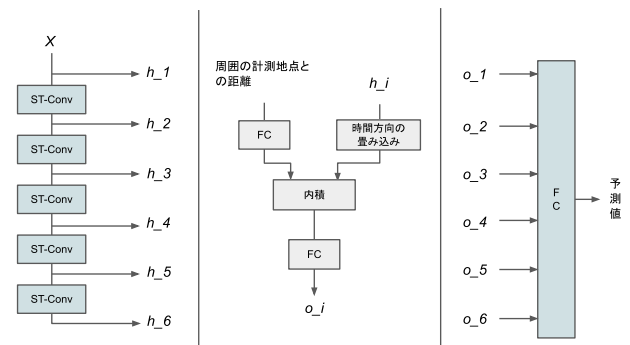 X
h_1
ST-Conv
h_2
ST-Conv
h_3
ST-Conv
h_4
ST-Conv
h_5
ST-Conv
h_6
周囲の計測地点と
の距離
h_i
FC
時間方向の
畳み込み
内積
FC
o_i
o_1
o_2
o_3
o_4
o_5
o_6
F
C
予
測
値